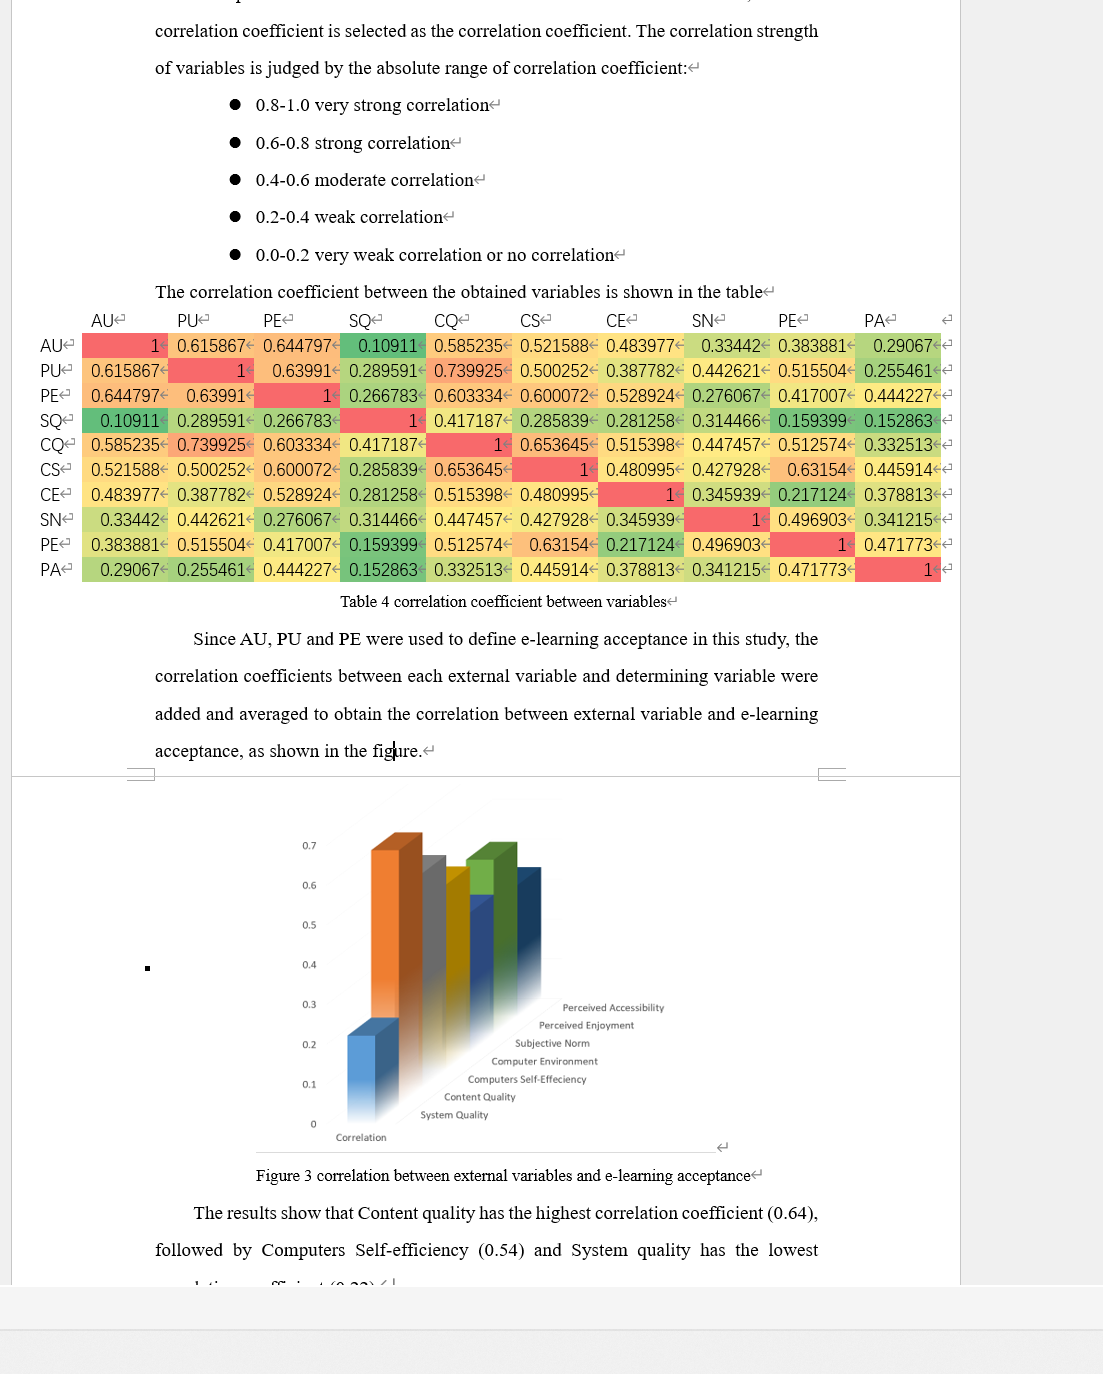 correlation coefficient is selected as the correlation coefficient. The correlation strength
of variables is judged by the absolute range of correlation coefficient:
● 0.8-1.0 very strong correlation
● 0.6-0.8 strong correlation
● 0.4-0.6 moderate correlation
● 0.2-0.4 weak correlation
● 0.0-0.2 very weak correlation or no correlation
The correlation coefficient between the obtained variables is shown in the table
AU PU PE SQ CQ CS CE SN PE PA
AU 1 0.615867 0.644797 0.10911 0.585235 0.521588 0.483977 0.33442 0.383881 0.29067
PU 0.615867 1 0.63991 0.289591 0.739925 0.500252 0.387782 0.442621 0.515504 0.255461
PE 0.644797 0.63991 1 0.266783 0.603334 0.600072 0.528924 0.276067 0.417007 0.444227
SQ 0.10911 0.289591 0.266783 1 0.417187 0.285839 0.281258 0.314466 0.159399 0.152863
CQ 0.585235 0.739925 0.603334 0.417187 1 0.653645 0.515398 0.447457 0.512574 0.332513
CS 0.521588 0.500252 0.600072 0.285839 0.653645 1 0.480995 0.427928 0.63154 0.445914
CE 0.483977 0.387782 0.528924 0.281258 0.515398 0.480995 1 0.345939 0.217124 0.378813
SN 0.33442 0.442621 0.276067 0.314466 0.447457 0.427928 0.345939 1 0.496903 0.341215
PE 0.383881 0.515504 0.417007 0.159399 0.512574 0.63154 0.217124 0.496903 1 0.471773
PA 0.29067 0.255461 0.444227 0.152863 0.332513 0.445914 0.378813 0.341215 0.471773 1
Table 4 correlation coefficient between variables
Since AU, PU and PE were used to define e-learning acceptance in this study, the
correlation coefficients between each external variable and determining variable were
added and averaged to obtain the correlation between external variable and e-learning
acceptance, as shown in the figure.
0.7
0.6
0.5
0.4
0.3
0.2
0.1
0
Perceived Accessibility
Perceived Enjoyment
Subjective Norm
Computer Environment
Computers Self-Effeciency
Content Quality
System Quality
Correlation
Figure 3 correlation between external variables and e-learning acceptance
The results show that Content quality has the highest correlation coefficient (0.64),
followed by Computers Self-efficiency (0.54) and System quality has the lowest